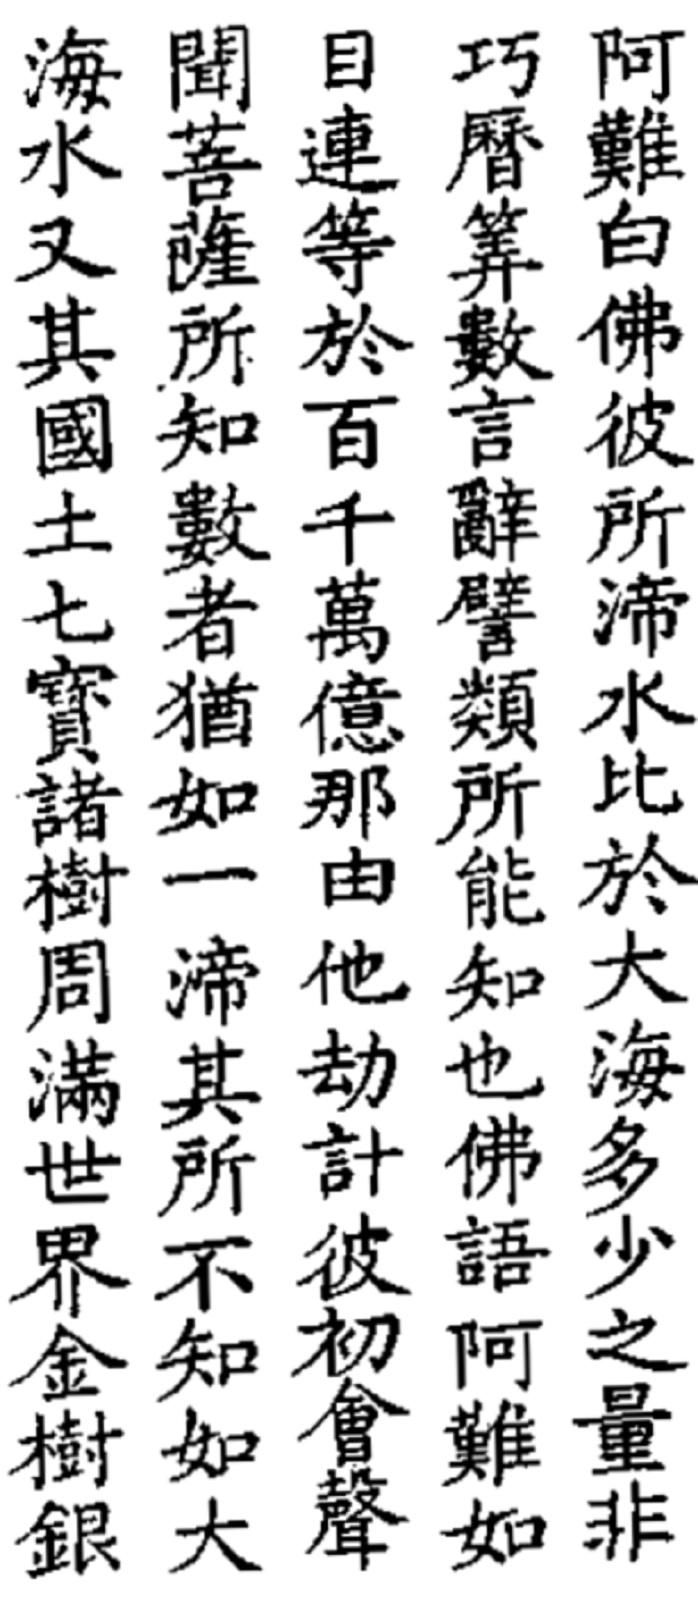 阿難白佛彼所渧水比於大海多少之量非
巧曆筭數言辭譬類所能知也佛語阿難如
目連等於百千萬億那由他劫計彼初會聲
聞菩薩所知數者猶如一渧其所不知如大
海水又其國土七寶諸樹周滿世界金樹銀